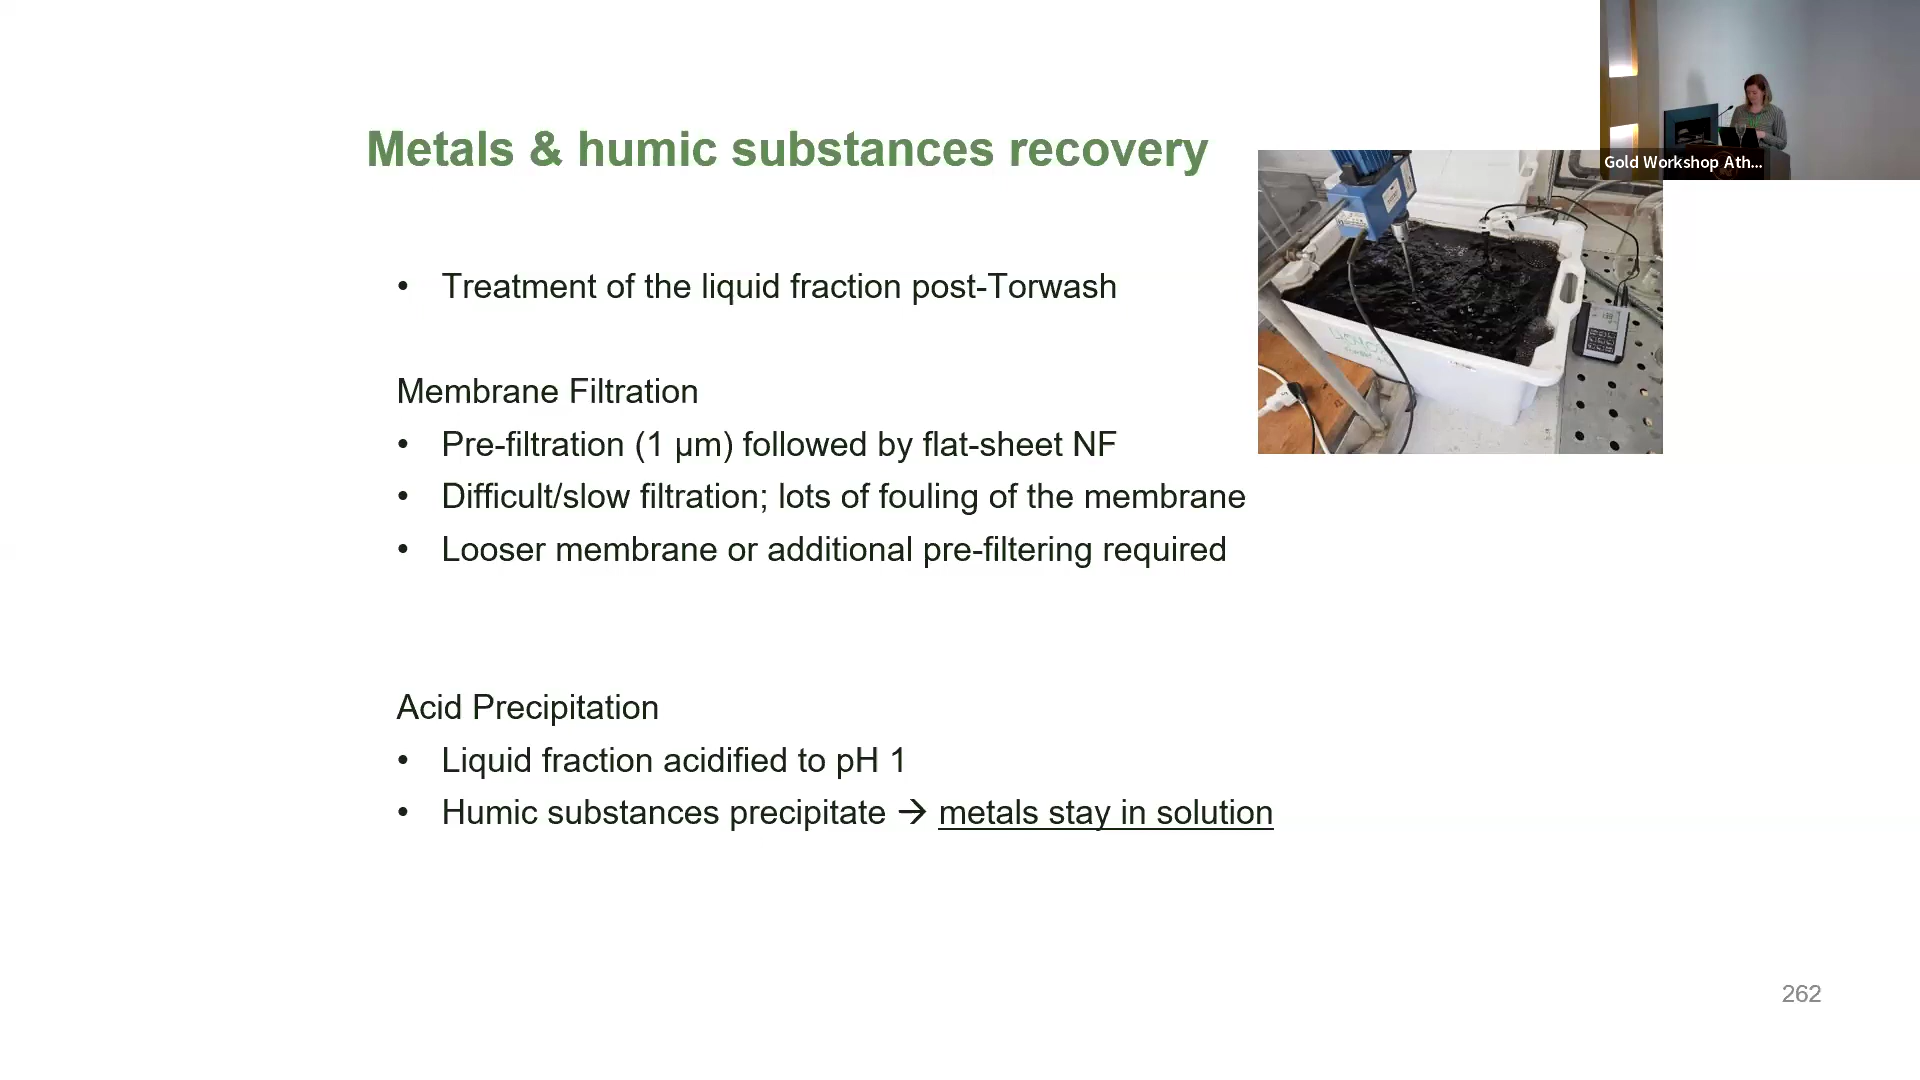 Gold Workshop Ath...
Metals & humic substances recovery
• Treatment of the liquid fraction post-Torwash
Membrane Filtration
• Pre-filtration (1 µm) followed by flat-sheet NF
• Difficult/slow filtration; lots of fouling of the membrane
• Looser membrane or additional pre-filtering required
Acid Precipitation
• Liquid fraction acidified to pH 1
• Humic substances precipitate → metals stay in solution
262